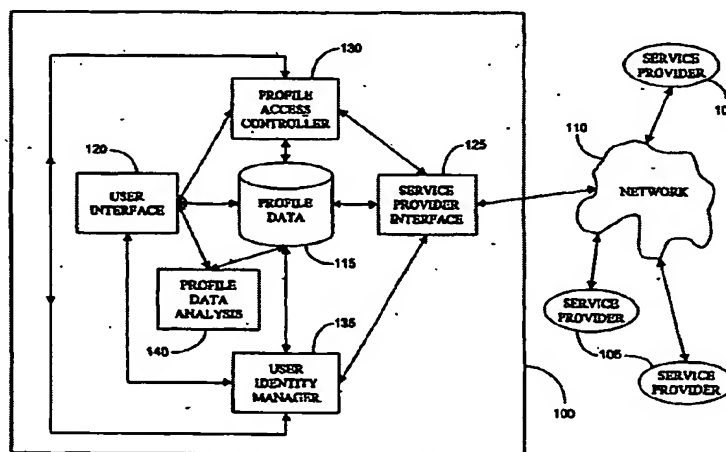 130
PROFILE
ACCESS
CONTROLLER
SERVICE
PROVIDER
120
USER
INTERFACE
PROFILE
DATA
125
SERVICE
PROVIDER
INTERFACE
110
NETWORK
115
PROFILE
DATA
ANALYSIS
140
135
USER
IDENTITY
MANAGER
SERVICE
PROVIDER
105
SERVICE
PROVIDER
100